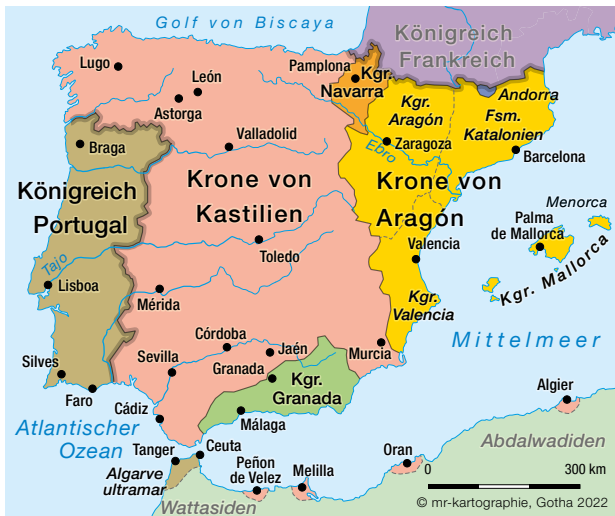 Golf von Biscaya
Königreich
Frankreich
Lugo
León
Astorga
Pamplona
Kgr.
Navarra
Kgr.
Aragón
Andorra
Fsm.
Katalonien
Braga
Valladolid
Ebro
Zaragoza
Barcelona
Königreich
Portugal
Krone von
Kastilien
Krone von
Aragón
Menorca
Palma
de Mallorca
Kgr. Mallorca
Toledo
Valencia
Tajo
Lisboa
Mérida
Kgr.
Valencia
Mittelmeer
Córdoba
Jaén
Murcia
Sevilla
Granada
Kgr.
Granada
Silves
Faro
Cádiz
Málaga
Algier
Atlantischer
Ozean
Tanger
Ceuta
Oran
Abdalwadiden
Algarve
ultramar
Peñon
de Velez
Melilla
0
300 km
Wattasiden
© mr-kartographie, Gotha 2022